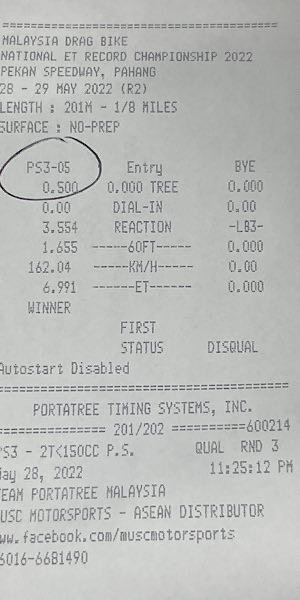 MALAYSIA DRAG BIKE
NATIONAL ET RECORD CHAMPIONSHIP 2022
PEKAN SPEEDWAY, PAHANG
28 - 29 MAY 2022 (R2)
LENGTH : 201M - 1/8 MILES
SURFACE : NO-PREP
PS3-05 Entry BYE
0.500 0.000 TREE 0.000
0.00 DIAL-IN 0.00
3.554 REACTION -LB3-
1.655 -----60FT----- 0.000
162.04 -----KM/H----- 0.00
6.991 ------ET------ 0.000
WINNER
FIRST
STATUS DISQUAL
Autostart Disabled
PORTATREE TIMING SYSTEMS, INC.
============= 201/202 ==========600214
PS3 - 2T<150CC P.S. QUAL RND 3
May 28, 2022 11:25:12 PM
TEAM PORTATREE MALAYSIA
MUSC MOTORSPORTS - ASEAN DISTRIBUTOR
www.facebook.com/muscmotorsports
6016-6681490